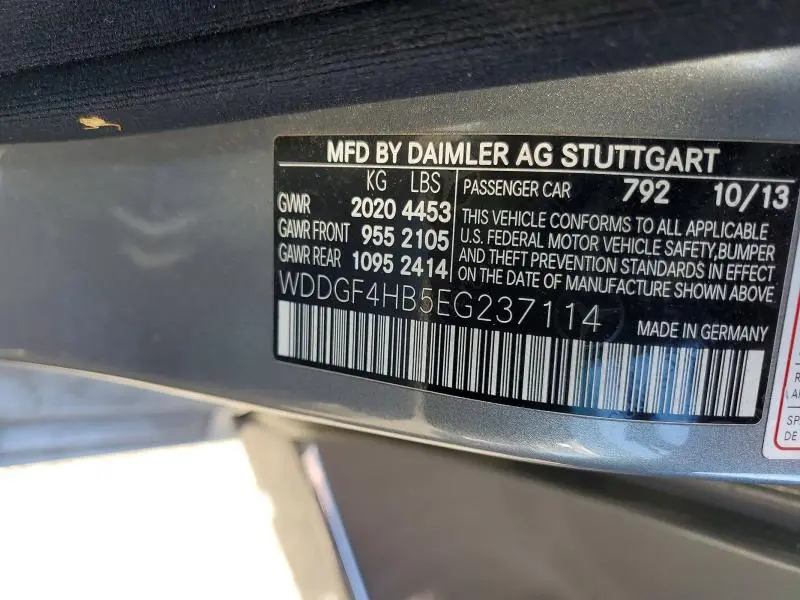 MFD BY DAIMLER AG STUTTGART
KG LBS
GVWR 2020 4453
GAWR FRONT 955 2105
GAWR REAR 1095 2414
PASSENGER CAR 792 10/13
THIS VEHICLE CONFORMS TO ALL APPLICABLE
U.S. FEDERAL MOTOR VEHICLE SAFETY,BUMPER
AND THEFT PREVENTION STANDARDS IN EFFECT
ON THE DATE OF MANUFACTURE SHOWN ABOVE
WDDGF4HB5EG237114
MADE IN GERMANY
SP
DE